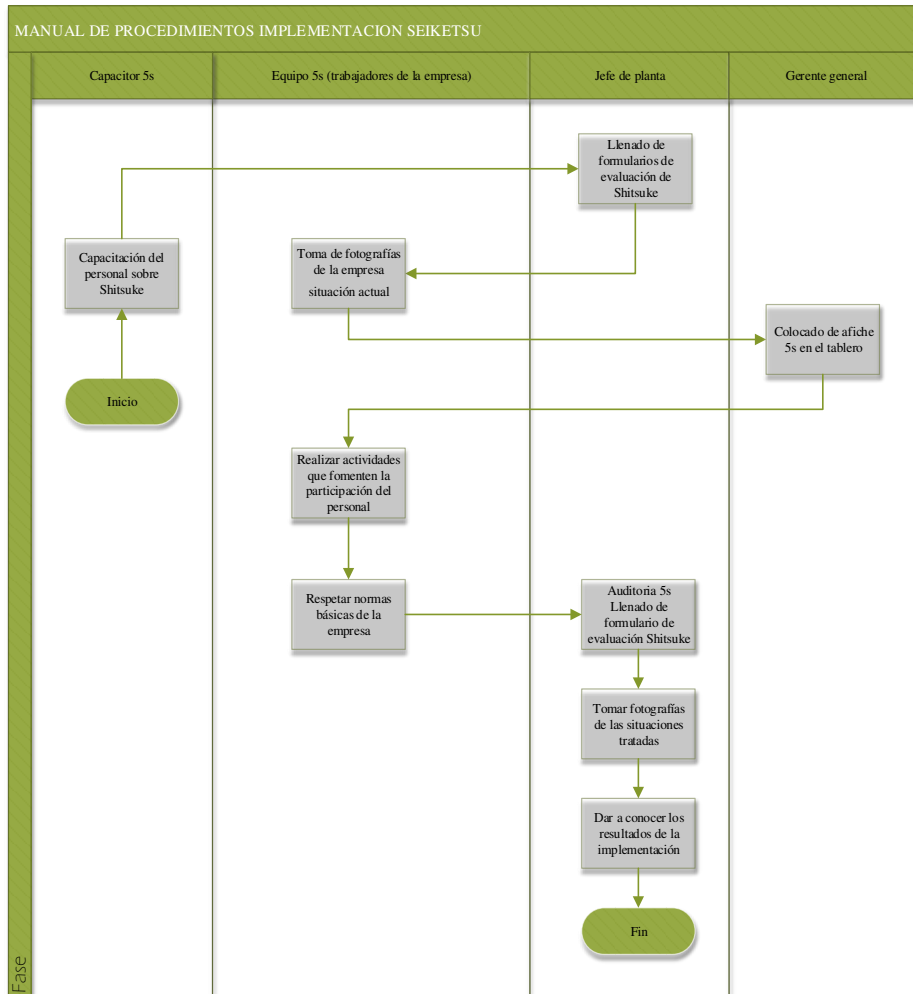 MANUAL DE PROCEDIMIENTOS IMPLEMENTACION SEIKETSU
Capacitor 5s
Equipo 5s (trabajadores de la empresa)
Jefe de planta
Gerente general
Llenado de
formularios de
evaluación de
Shitsuke
Capacitación del
personal sobre
Shitsuke
Toma de fotografías
de la empresa
situación actual
Colocado de afiche
5s en el tablero
Inicio
Realizar actividades
que fomenten la
participación del
personal
Respetar normas
básicas de la
empresa
Auditoria 5s
Llenado de
formulario de
evaluación Shitsuke
Tomar fotografías
de las situaciones
tratadas
Dar a conocer los
resultados de la
implementación
Fin
Fase